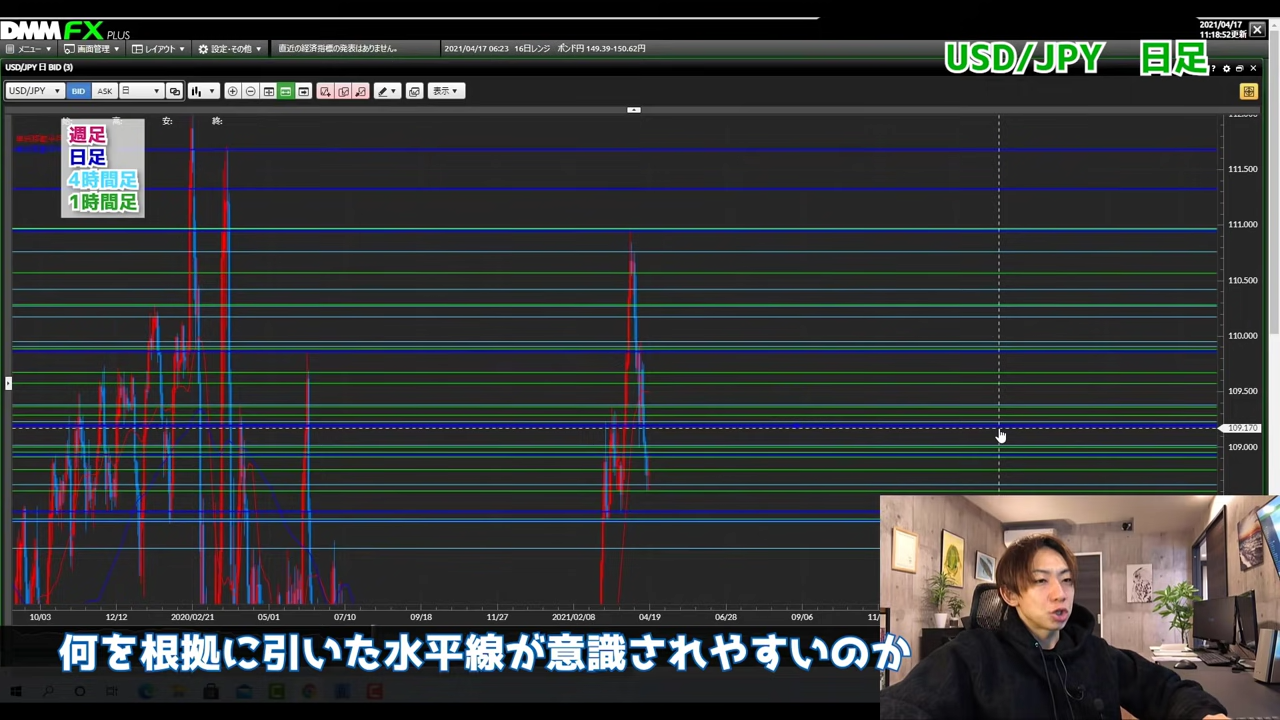 DMM FX PLUS
2021/04/17
11:18:52更新
メニュー
画面管理
レイアウト
設定・その他
直近の経済指標の発表はありません。
2021/04/17 06:23 16日レンジ ポンド円 149.39-150.62円
USD/JPY 日足
USD/JPY 日 BID (3)
USD/JPY
BID
ASK
日
表示
高:
安:
終:
週足
日足
4時間足
1時間足
111.500
111.000
110.500
110.000
109.500
109.170
109.000
10/03
12/12
2020/02/21
05/01
07/10
09/18
11/27
2021/02/08
04/19
06/28
09/06
何を根拠に引いた水平線が意識されやすいのか